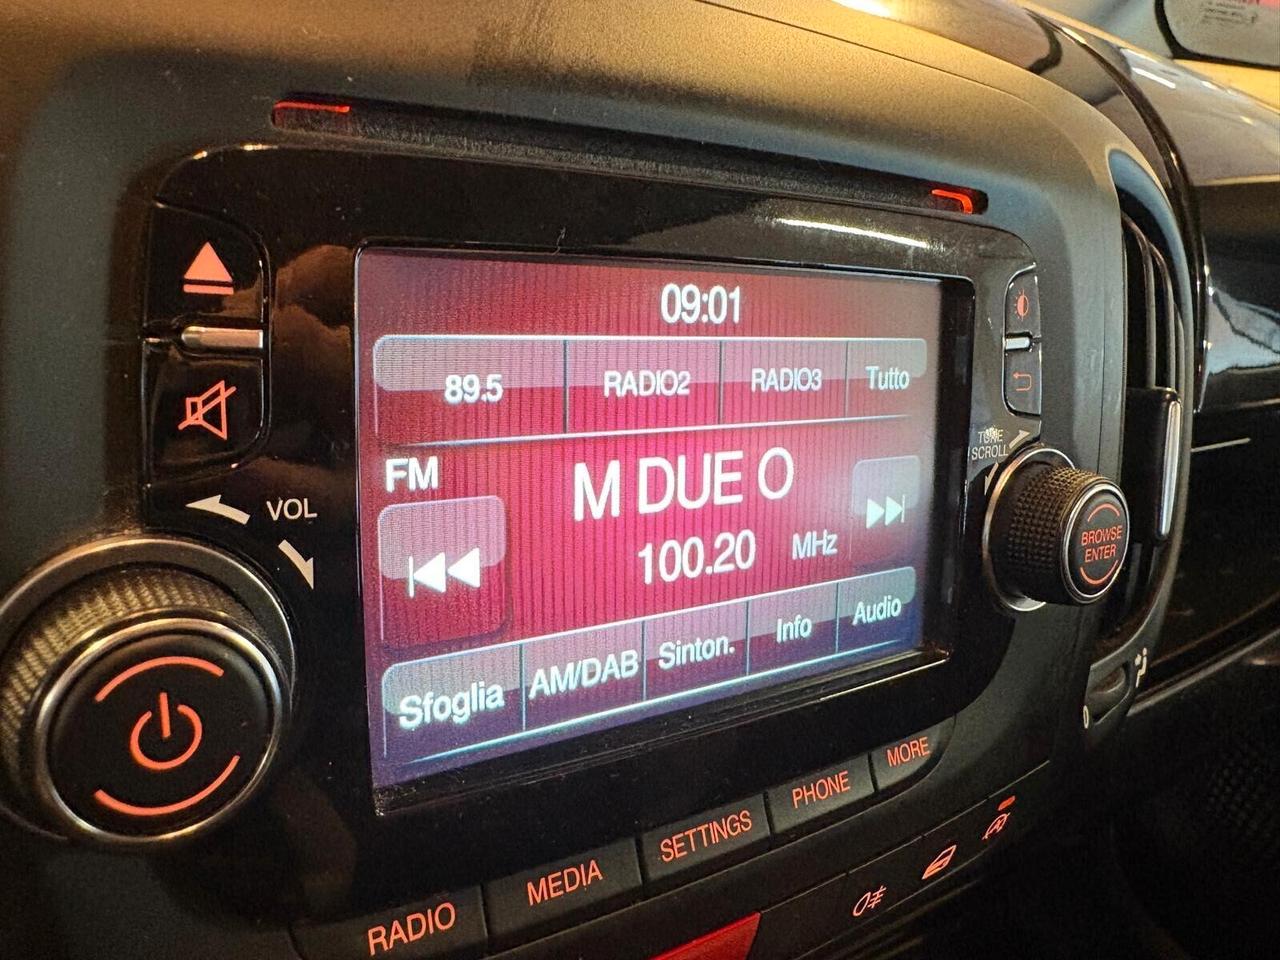 09:01
89.5 RADIO2 RADIO3 Tutto
FM
M DUE O
100.20 MHz
Sfoglia AM/DAB Sinton. Info Audio
VOL
TUNE
SCROLL
BROWSE
ENTER
RADIO MEDIA SETTINGS PHONE MORE